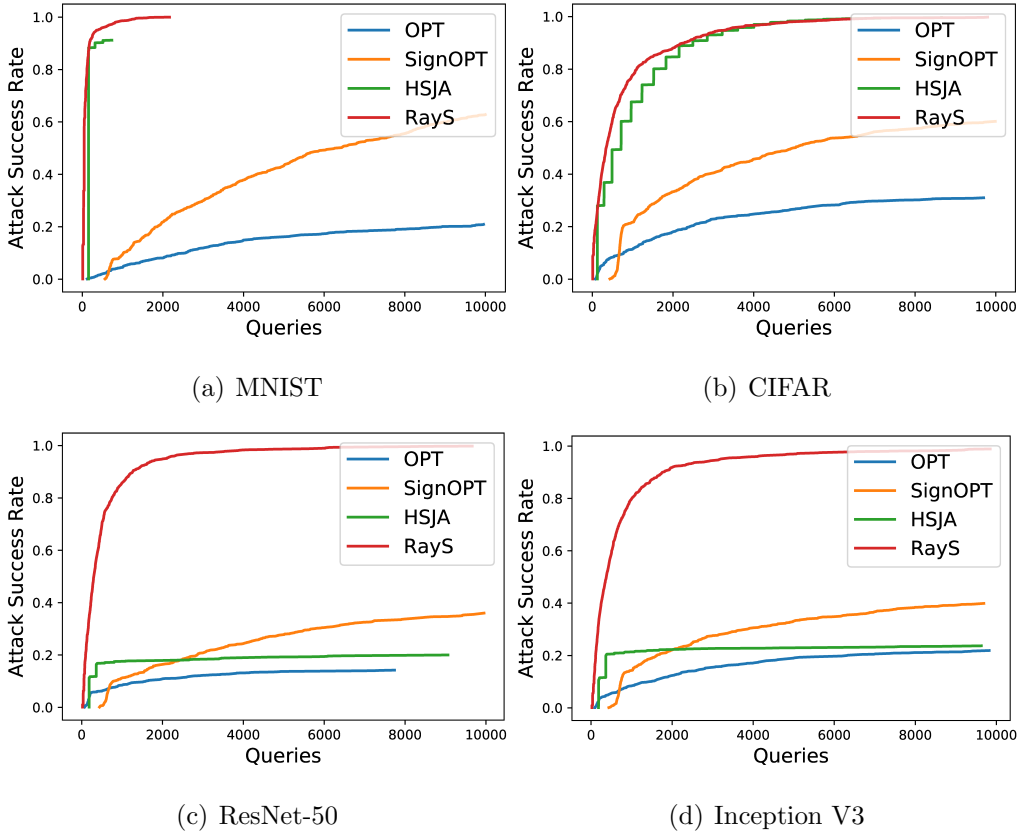 1.0
0.8
0.6
0.4
0.2
0.0
Attack Success Rate
OPT
SignOPT
HSJA
RayS
0 2000 4000 6000 8000 10000
Queries
(a) MNIST
1.0
0.8
0.6
0.4
0.2
0.0
Attack Success Rate
OPT
SignOPT
HSJA
RayS
0 2000 4000 6000 8000 10000
Queries
(b) CIFAR
1.0
0.8
0.6
0.4
0.2
0.0
Attack Success Rate
OPT
SignOPT
HSJA
RayS
0 2000 4000 6000 8000 10000
Queries
(c) ResNet-50
1.0
0.8
0.6
0.4
0.2
0.0
Attack Success Rate
OPT
SignOPT
HSJA
RayS
0 2000 4000 6000 8000 10000
Queries
(d) Inception V3